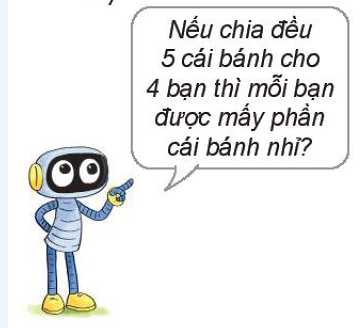 Nếu chia đều
5 cái bánh cho
4 bạn thì mỗi bạn
được mấy phần
cái bánh nhỉ?